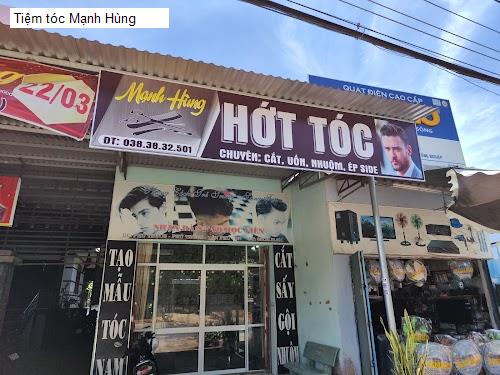 Tiệm tóc Mạnh Hùng
QUẠT ĐIỆN CAO CẤP
22/03
Mạnh Hùng
HỚT TÓC
ĐT: 038.38.32.501
CHUYÊN: CẮT, UỐN, NHUỘM, ÉP SIDE
TẠO
MẪU
TÓC
NAM
CẮT
SẤY
GỘI
NHUỘM